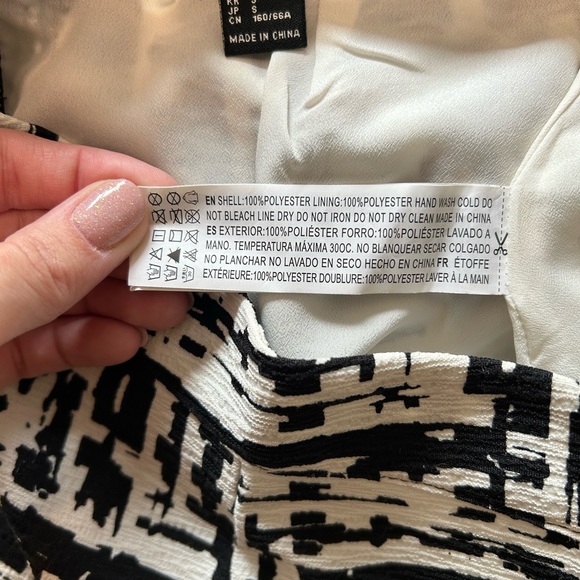 JP S
CN 160/66A
MADE IN CHINA
EN SHELL:100%POLYESTER LINING:100%POLYESTER HAND WASH COLD DO
NOT BLEACH LINE DRY DO NOT IRON DO NOT DRY CLEAN MADE IN CHINA
ES EXTERIOR:100%POLIÉSTER FORRO:100%POLIÉSTER LAVADO A
MANO. TEMPERATURA MÁXIMA 30OC. NO BLANQUEAR SECAR COLGADO
NO PLANCHAR NO LAVADO EN SECO HECHO EN CHINA FR ÉTOFFE
EXTÉRIEURE:100%POLYESTER DOUBLURE:100%POLYESTER LAVER À LA MAIN